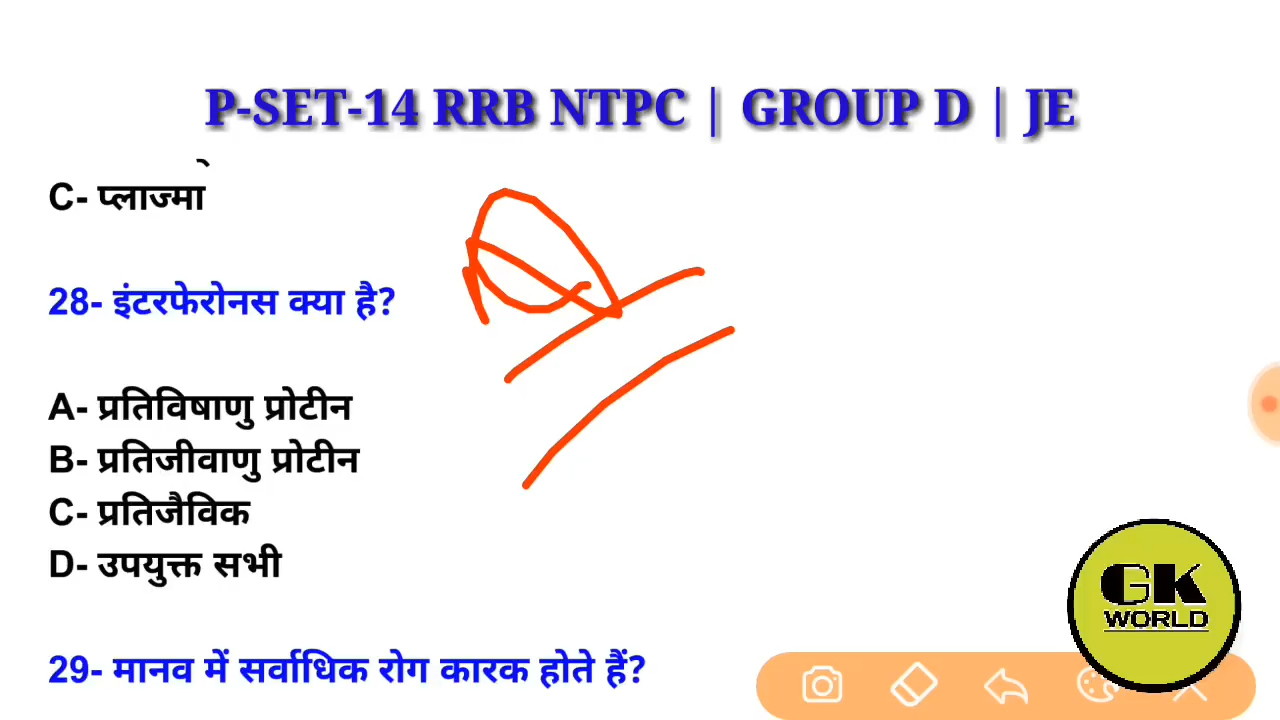 P-SET-14 RRB NTPC | GROUP D | JE
C- प्लाज्मा
28- इंटरफेरोनस क्या है?
A- प्रतिविषाणु प्रोटीन
B- प्रतिजीवाणु प्रोटीन
C- प्रतिजैविक
D- उपयुक्त सभी
29- मानव में सर्वाधिक रोग कारक होते हैं?
GK
WORLD